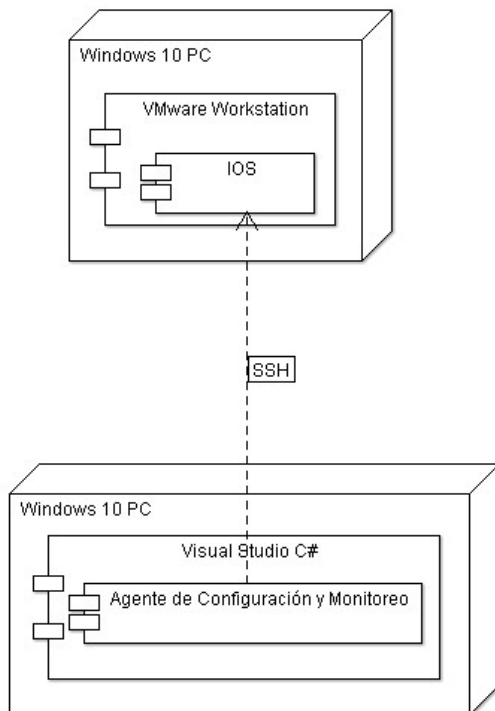 Windows 10 PC
VMware Workstation
IOS
SSH
Windows 10 PC
Visual Studio C#
Agente de Configuración y Monitoreo